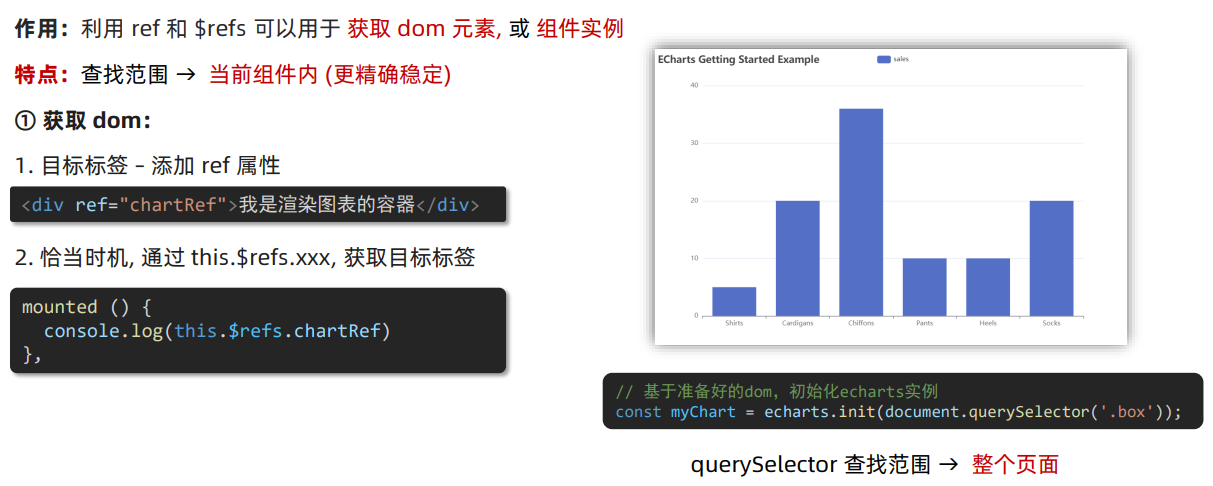 作用：利用 ref 和 $refs 可以用于 获取 dom 元素, 或 组件实例
特点：查找范围 → 当前组件内 (更精确稳定)
① 获取 dom：
1. 目标标签 – 添加 ref 属性
<div ref="chartRef">我是渲染图表的容器</div>
2. 恰当时机, 通过 this.$refs.xxx, 获取目标标签
mounted () {
console.log(this.$refs.chartRef)
},
ECharts Getting Started Example
sales
40
30
20
10
0
Shirts Cardigans Chiffons Pants Heels Socks
// 基于准备好的dom，初始化echarts实例
const myChart = echarts.init(document.querySelector('.box'));
querySelector 查找范围 → 整个页面